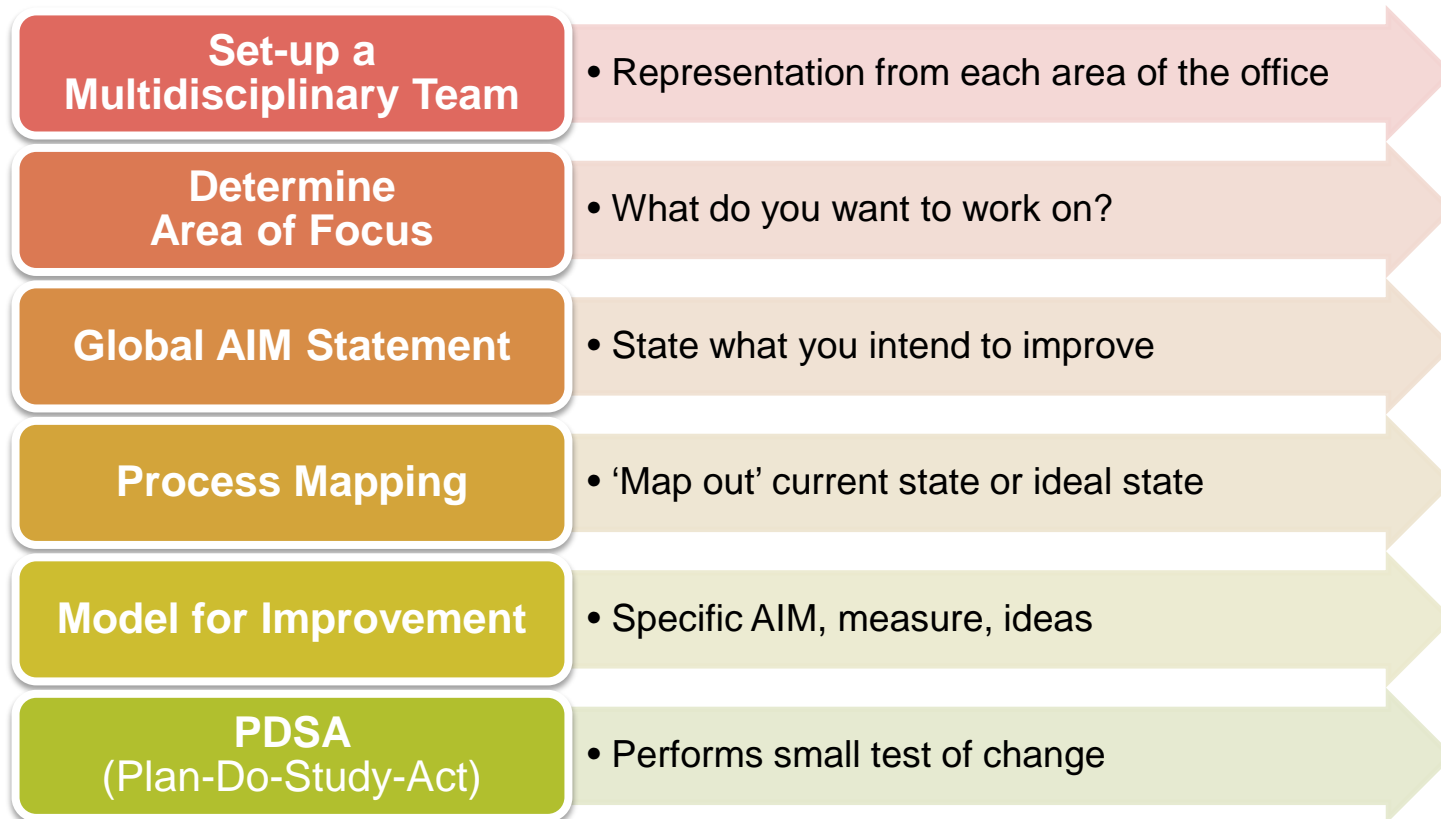 Set-up a
Multidisciplinary Team
• Representation from each area of the office
Determine
Area of Focus
• What do you want to work on?
Global AIM Statement
• State what you intend to improve
Process Mapping
• ‘Map out’ current state or ideal state
Model for Improvement
• Specific AIM, measure, ideas
PDSA
(Plan-Do-Study-Act)
• Performs small test of change